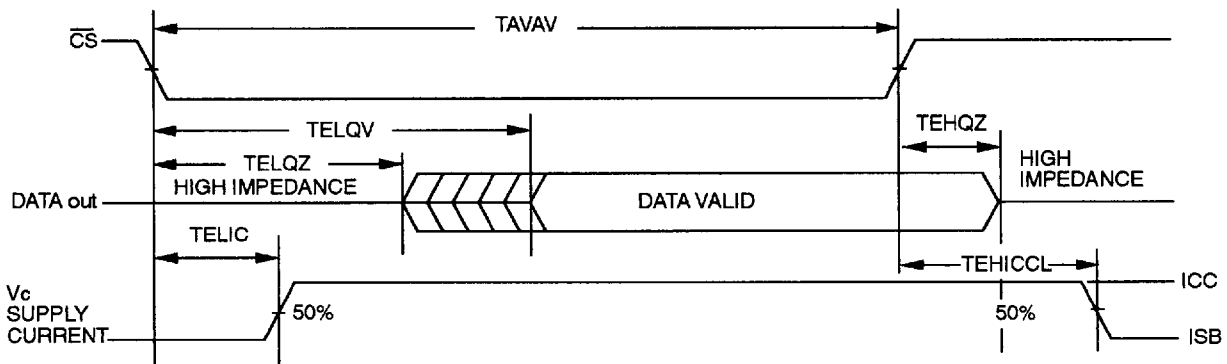 TAVAV
CS
TELQV
TEHQZ
TELQZ
HIGH IMPEDANCE
HIGH
IMPEDANCE
DATA out
DATA VALID
TELIC
TEHICCL
Vc
SUPPLY
CURRENT
50%
50%
ICC
ISB